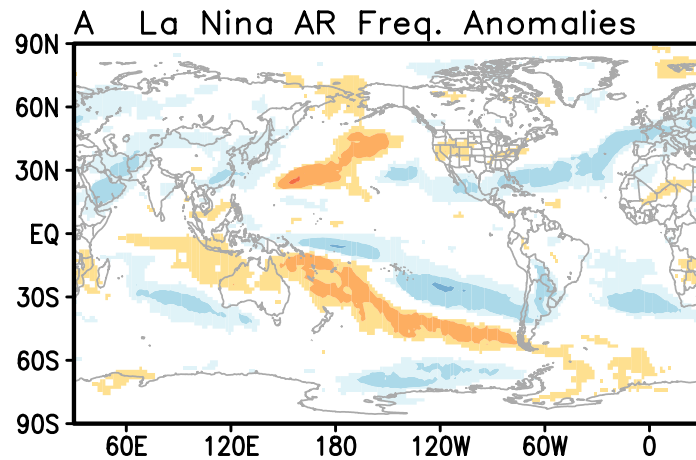 A La Nina AR Freq. Anomalies
90N
60N
30N
EQ
30S
60S
90S
60E 120E 180 120W 60W 0